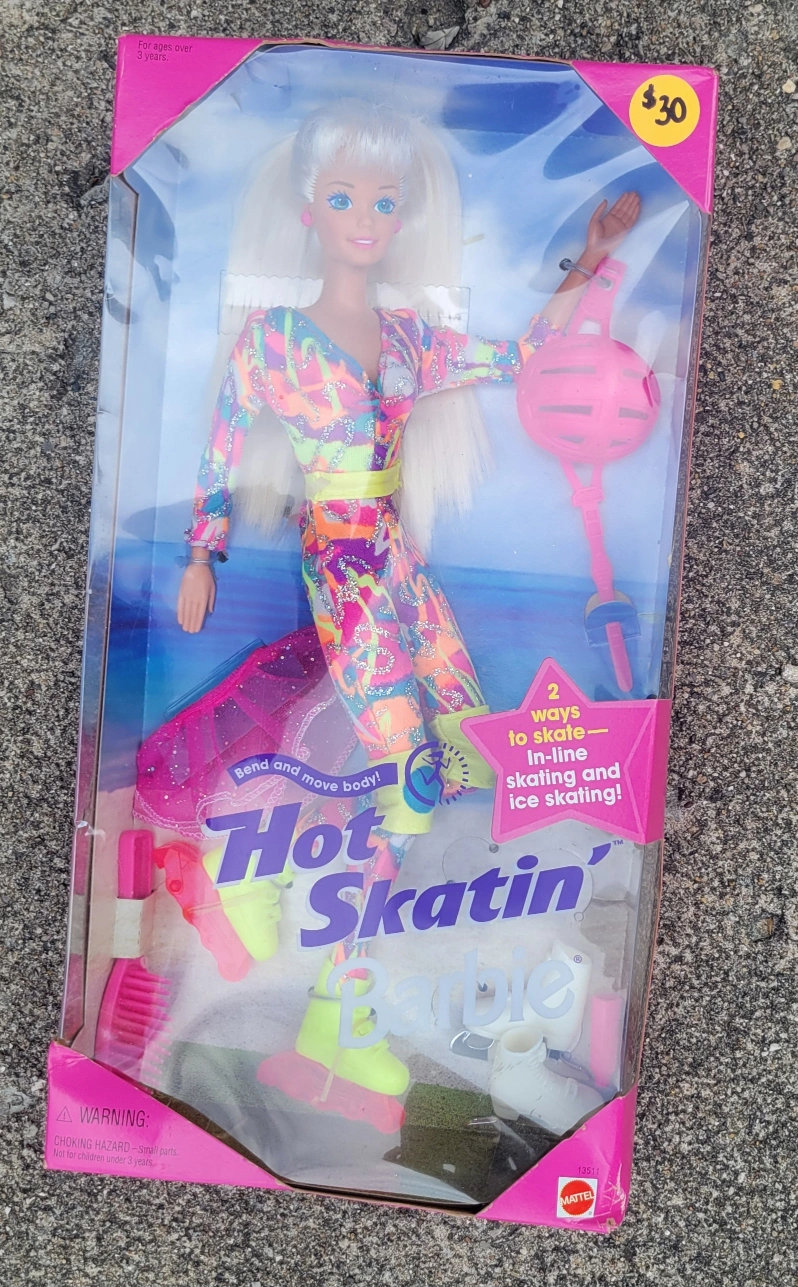 For ages over
3 years.
$30
2
ways
to skate—
In-line
skating and
ice skating!
Bend and move body!
Hot
Skatin'™
Barbie®
⚠ WARNING:
CHOKING HAZARD—Small parts.
Not for children under 3 years.
13511
MATTEL